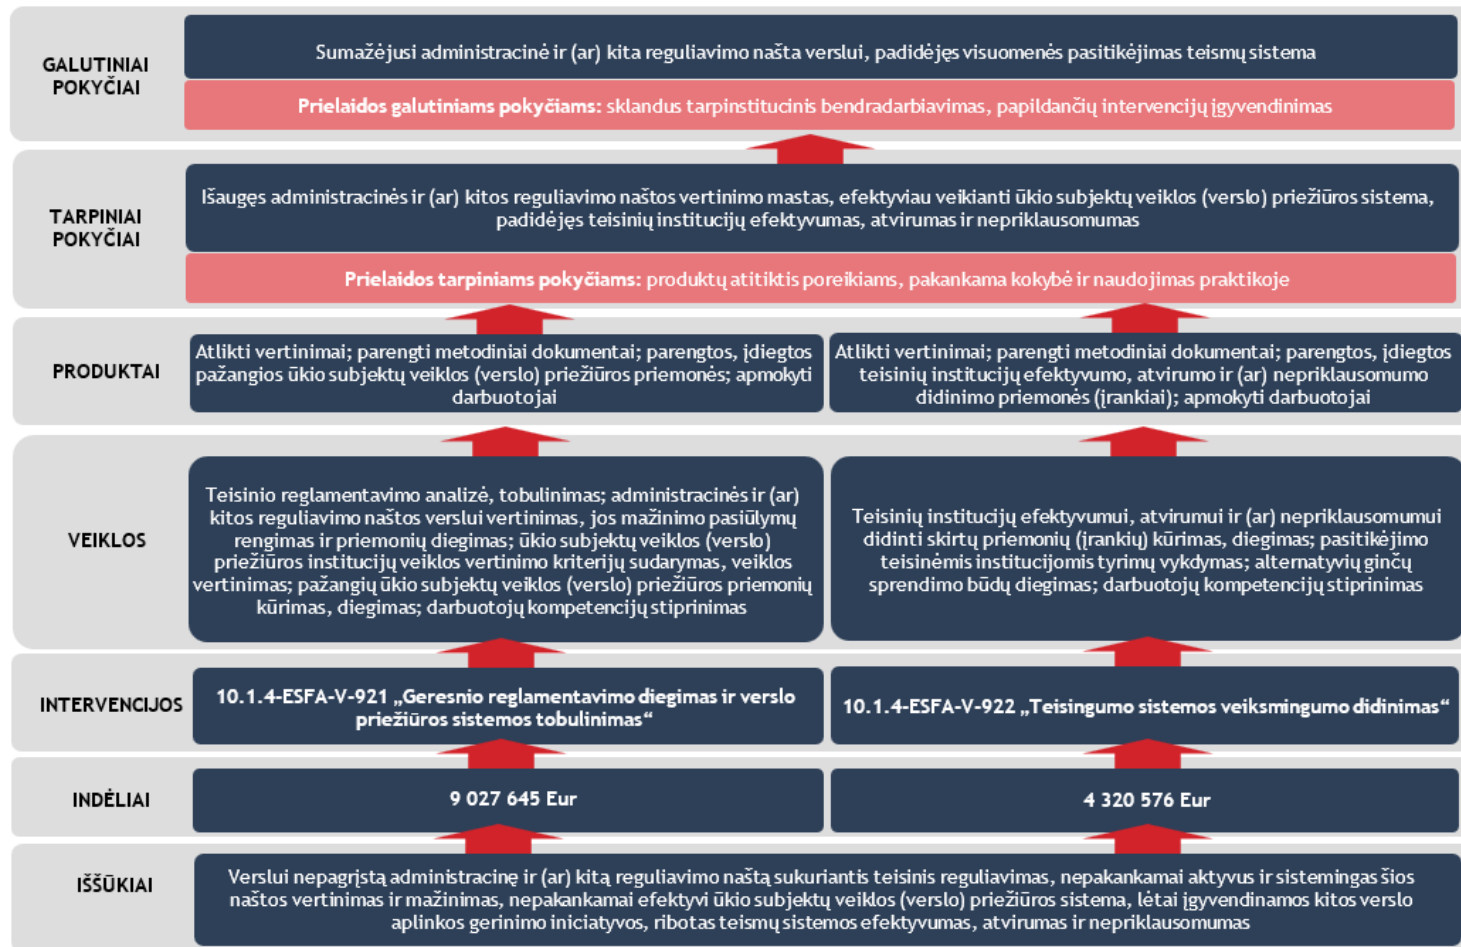 GALUTINIAI
POKYČIAI
Sumažėjusi administracinė ir (ar) kita reguliavimo našta verslui, padidėjęs visuomenės pasitikėjimas teismų sistema
Prielaidos galutiniams pokyčiams: sklandus tarpinstitucinis bendradarbiavimas, papildančių intervencijų įgyvendinimas
TARPINIAI
POKYČIAI
Išaugęs administracinės ir (ar) kitos reguliavimo naštos vertinimo mastas, efektyviau veikianti ūkio subjektų veiklos (verslo) priežiūros sistema,
padidėjęs teisinių institucijų efektyvumas, atvirumas ir nepriklausomumas
Prielaidos tarpiniams pokyčiams: produktų atitiktis poreikiams, pakankama kokybė ir naudojimas praktikoje
PRODUKTAI
Atlikti vertinimai; parengti metodiniai dokumentai; parengtos, įdiegtos
pažangios ūkio subjektų veiklos (verslo) priežiūros priemonės; apmokyti
darbuotojai
Atlikti vertinimai; parengti metodiniai dokumentai; parengtos, įdiegtos
teisinių institucijų efektyvumo, atvirumo ir (ar) nepriklausomumo
didinimo priemonės (įrankiai); apmokyti darbuotojai
VEIKLOS
Teisinio reglamentavimo analizė, tobulinimas; administracinės ir (ar)
kitos reguliavimo naštos verslui vertinimas, jos mažinimo pasiūlymų
rengimas ir priemonių diegimas; ūkio subjektų veiklos (verslo)
priežiūros institucijų veiklos vertinimo kriterijų sudarymas, veiklos
vertinimas; pažangių ūkio subjektų veiklos (verslo) priežiūros priemonių
kūrimas, diegimas; darbuotojų kompetencijų stiprinimas
Teisinių institucijų efektyvumui, atvirumui ir (ar) nepriklausomumui
didinti skirtų priemonių (įrankių) kūrimas, diegimas; pasitikėjimo
teisinėmis institucijomis tyrimų vykdymas; alternatyvių ginčų
sprendimo būdų diegimas; darbuotojų kompetencijų stiprinimas
INTERVENCIJOS
10.1.4-ESFA-V-921 „Geresnio reglamentavimo diegimas ir verslo
priežiūros sistemos tobulinimas“
10.1.4-ESFA-V-922 „Teisingumo sistemos veiksmingumo didinimas“
INDĖLIAI
9 027 645 Eur
4 320 576 Eur
IŠŠŪKIAI
Verslui nepagrįstą administracinę ir (ar) kitą reguliavimo naštą sukuriantis teisinis reguliavimas, nepakankamai aktyvus ir sistemingas šios
naštos vertinimas ir mažinimas, nepakankamai efektyvi ūkio subjektų veiklos (verslo) priežiūros sistema, lėtai įgyvendinamos kitos verslo
aplinkos gerinimo iniciatyvos, ribotas teismų sistemos efektyvumas, atvirumas ir nepriklausomumas